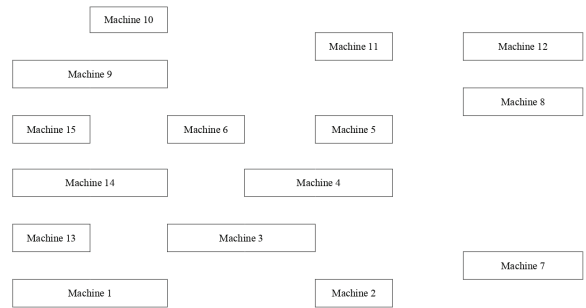 Machine 10
Machine 11
Machine 12
Machine 9
Machine 8
Machine 15
Machine 6
Machine 5
Machine 14
Machine 4
Machine 13
Machine 3
Machine 7
Machine 1
Machine 2